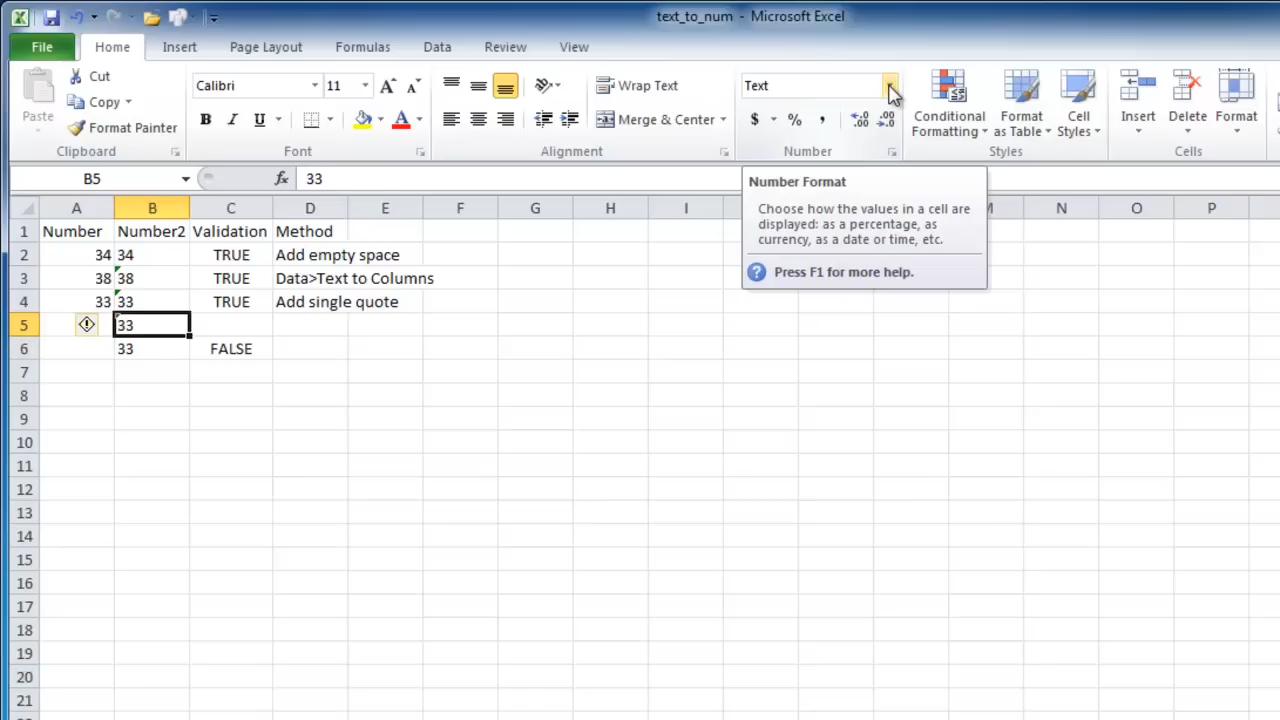 text_to_num - Microsoft Excel
File Home Insert Page Layout Formulas Data Review View
Paste
Cut
Copy
Format Painter
Clipboard
Calibri 11
B I U
Font
Wrap Text
Merge & Center
Alignment
Text
$ % ,
Number
Conditional Formatting
Format as Table
Cell Styles
Styles
Insert Delete Format
Cells
B5 fx 33
Number Format
Choose how the values in a cell are
displayed: as a percentage, as
currency, as a date or time, etc.
Press F1 for more help.
A B C D E F G H I M N O P
1 Number Number2 Validation Method
2 34 34 TRUE Add empty space
3 38 38 TRUE Data>Text to Columns
4 33 33 TRUE Add single quote
5 33
6 33 FALSE
7
8
9
10
11
12
13
14
15
16
17
18
19
20
21